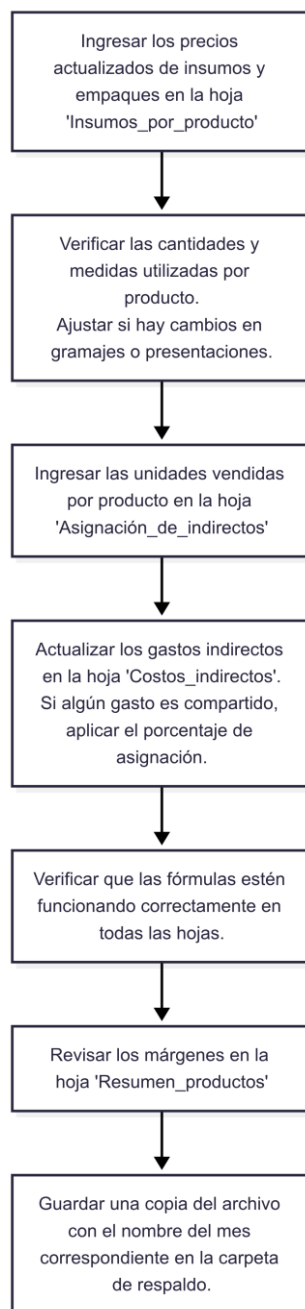 Ingresar los precios
actualizados de insumos y
empaques en la hoja
'Insumos_por_producto'
Verificar las cantidades y
medidas utilizadas por
producto.
Ajustar si hay cambios en
gramajes o presentaciones.
Ingresar las unidades vendidas
por producto en la hoja
'Asignación_de_indirectos'
Actualizar los gastos indirectos
en la hoja 'Costos_indirectos'.
Si algún gasto es compartido,
aplicar el porcentaje de
asignación.
Verificar que las fórmulas estén
funcionando correctamente en
todas las hojas.
Revisar los márgenes en la
hoja 'Resumen_productos'
Guardar una copia del archivo
con el nombre del mes
correspondiente en la carpeta
de respaldo.